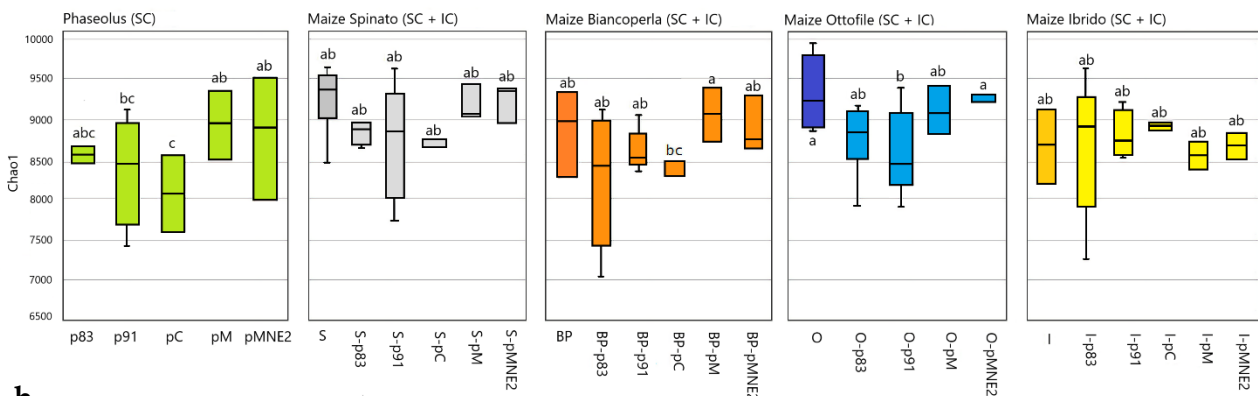 Phaseolus (SC)
Maize Spinato (SC + IC)
Maize Biancoperla (SC + IC)
Maize Ottofile (SC + IC)
Maize Ibrido (SC + IC)
Chao1
10000
9500
9000
8500
8000
7500
7000
6500
abc
bc
c
ab
ab
p83
p91
pC
pM
pMNE2
ab
ab
ab
ab
ab
ab
S
S-p83
S-p91
S-pC
S-pM
S-pMNE2
ab
ab
ab
bc
a
ab
BP
BP-p83
BP-p91
BP-pC
BP-pM
BP-pMNE2
a
ab
b
ab
a
O
O-p83
O-p91
O-pM
O-pMNE2
ab
ab
ab
ab
ab
ab
I
I-p83
I-p91
I-pC
I-pM
I-pMNE2